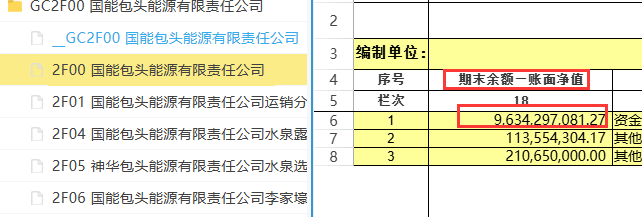 GC2F00 国能包头能源有限责任公司
__GC2F00 国能包头能源有限责任公司
2F00 国能包头能源有限责任公司
2F01 国能包头能源有限责任公司运销分
2F04 国能包头能源有限责任公司水泉露
2F05 神华包头能源有限责任公司水泉选
2F06 国能包头能源有限责任公司李家壕
2
3 编制单位:
4 序号 期末余额一账面净值
5 栏次 18
6 1 9,634,297,081.27 资金
7 2 113,554,304.17 其他
8 3 210,650,000.00 其他